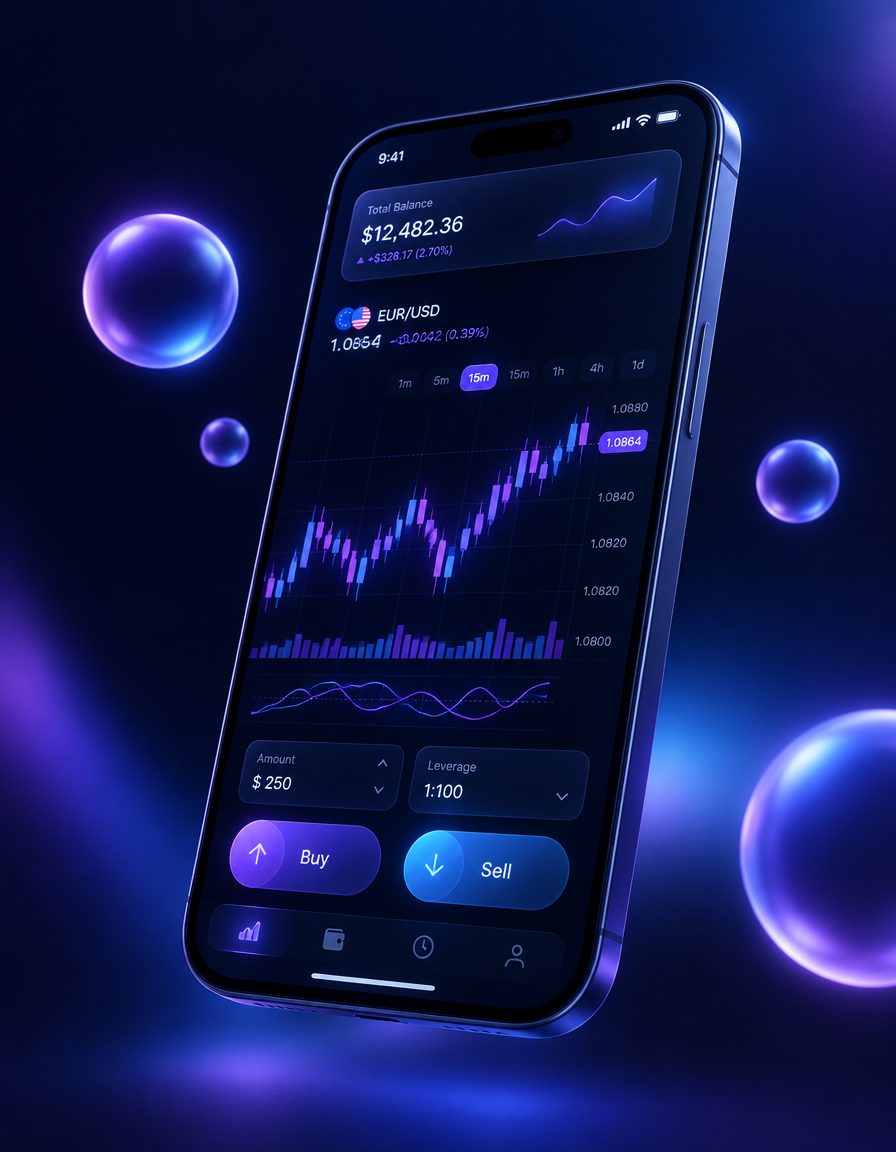 9:41
Total Balance
$12,482.36
▲ +$328.17 (2.70%)
EUR/USD
(0.39%)
1m 5m 15m 15m 1h 4h 1d
1.0880
1.0864
1.0840
1.0820
1.0820
1.0800
Amount
$ 250
Leverage
1:100
Buy
Sell